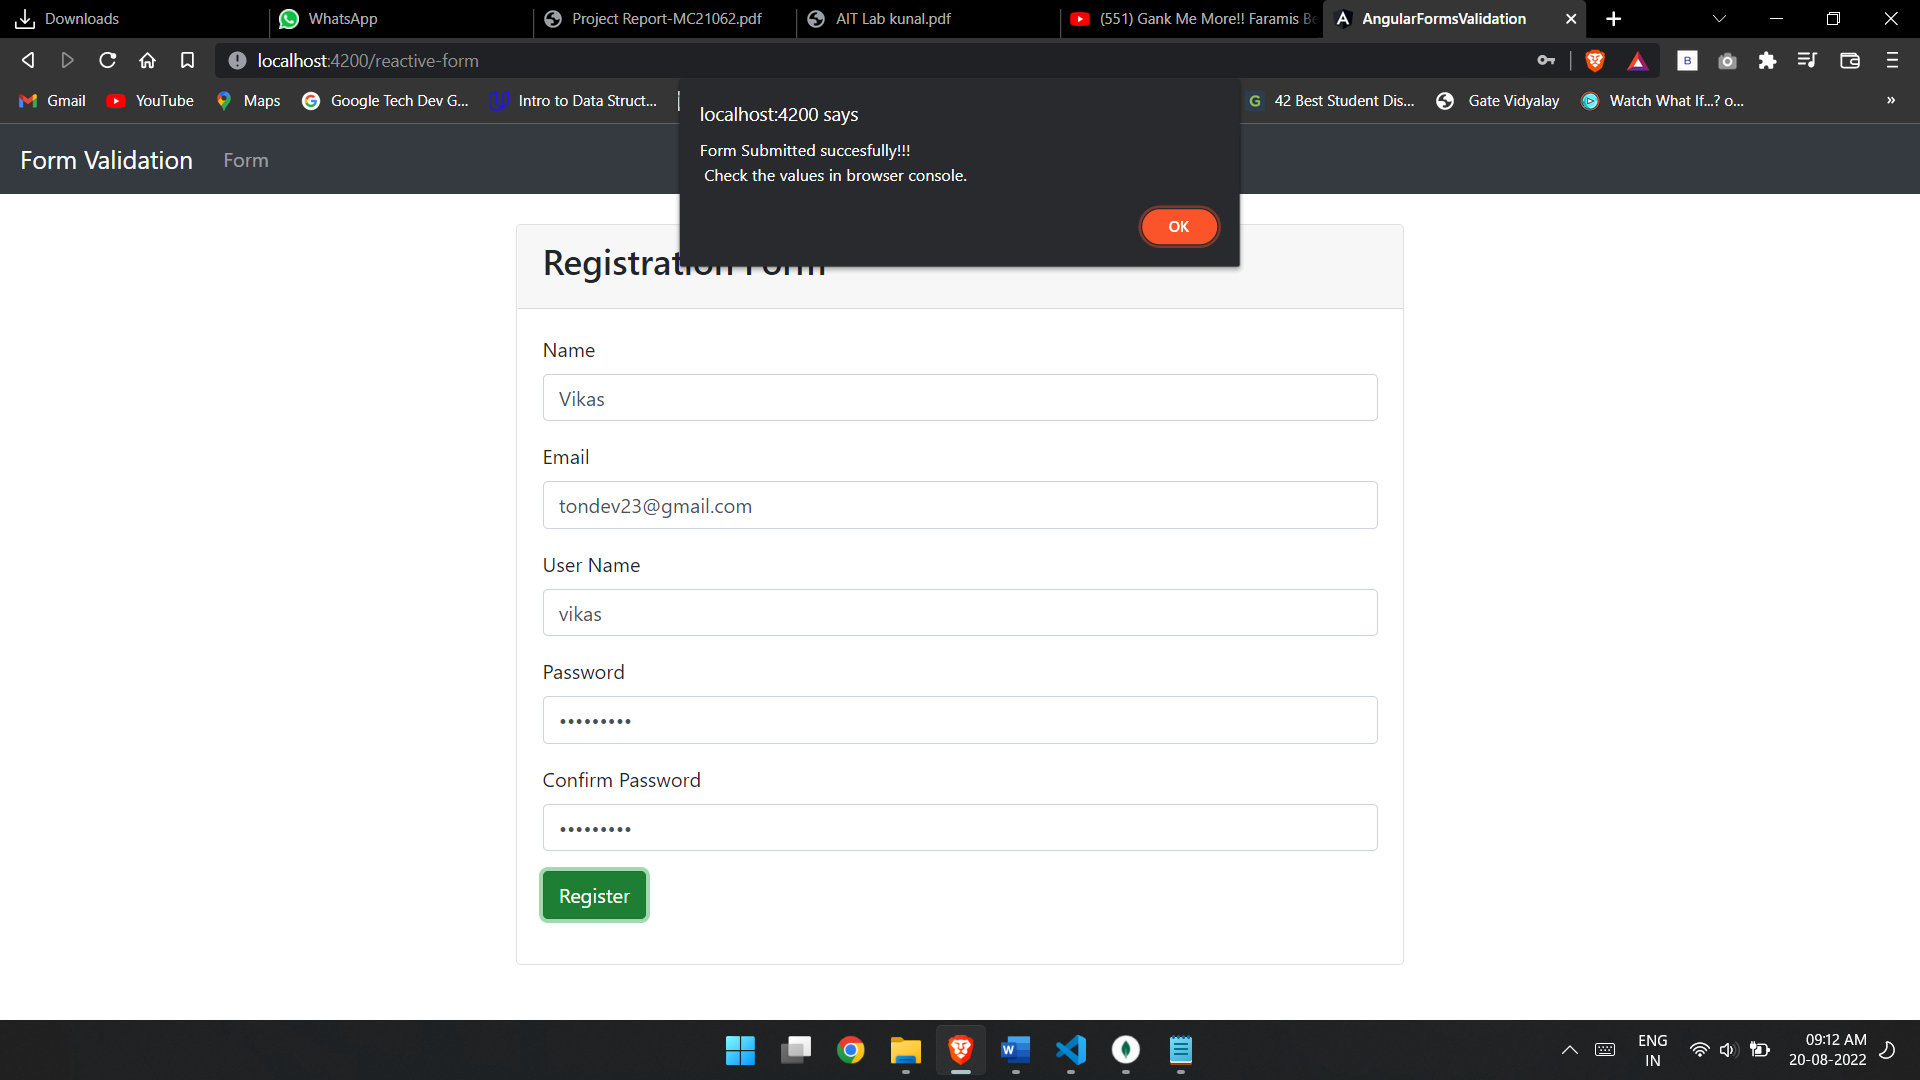 Downloads
WhatsApp
Project Report-MC21062.pdf
AIT Lab kunal.pdf
(551) Gank Me More!! Faramis Be
AngularFormsValidation
localhost:4200/reactive-form
Gmail
YouTube
Maps
Google Tech Dev G...
Intro to Data Struct...
42 Best Student Dis...
Gate Vidyalay
Watch What If...? o...
»
localhost:4200 says
Form Submitted succesfully!!!
Check the values in browser console.
OK
Form Validation
Form
Registration Form
Name
Vikas
Email
tondev23@gmail.com
User Name
vikas
Password
•••••••••
Confirm Password
•••••••••
Register
ENG
IN
09:12 AM
20-08-2022